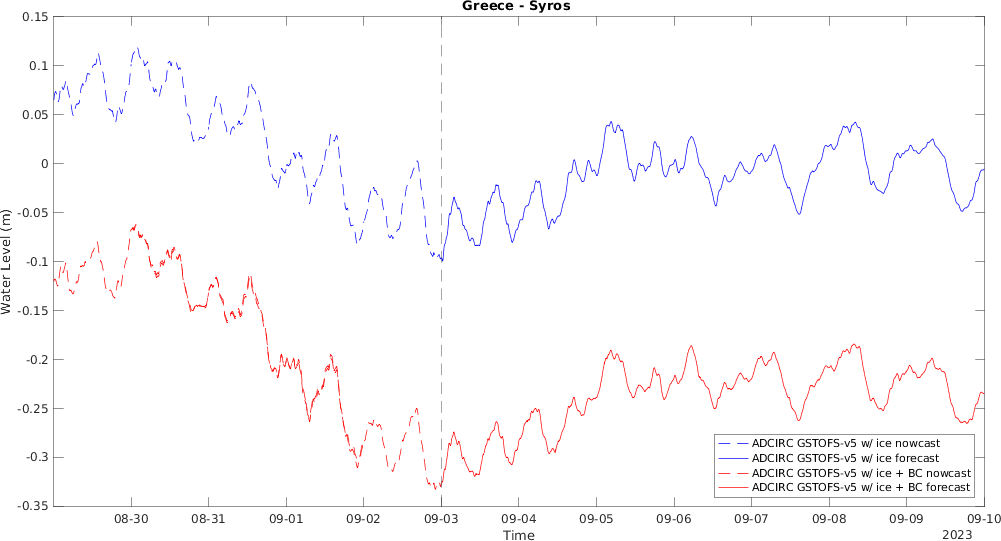 Greece - Syros
0.15
0.1
0.05
0
-0.05
-0.1
-0.15
-0.2
-0.25
-0.3
-0.35
Water Level (m)
08-30 08-31 09-01 09-02 09-03 09-04 09-05 09-06 09-07 09-08 09-09 09-10
Time
2023
ADCIRC GSTOFS-v5 w/ ice nowcast
ADCIRC GSTOFS-v5 w/ ice forecast
ADCIRC GSTOFS-v5 w/ ice + BC nowcast
ADCIRC GSTOFS-v5 w/ ice + BC forecast